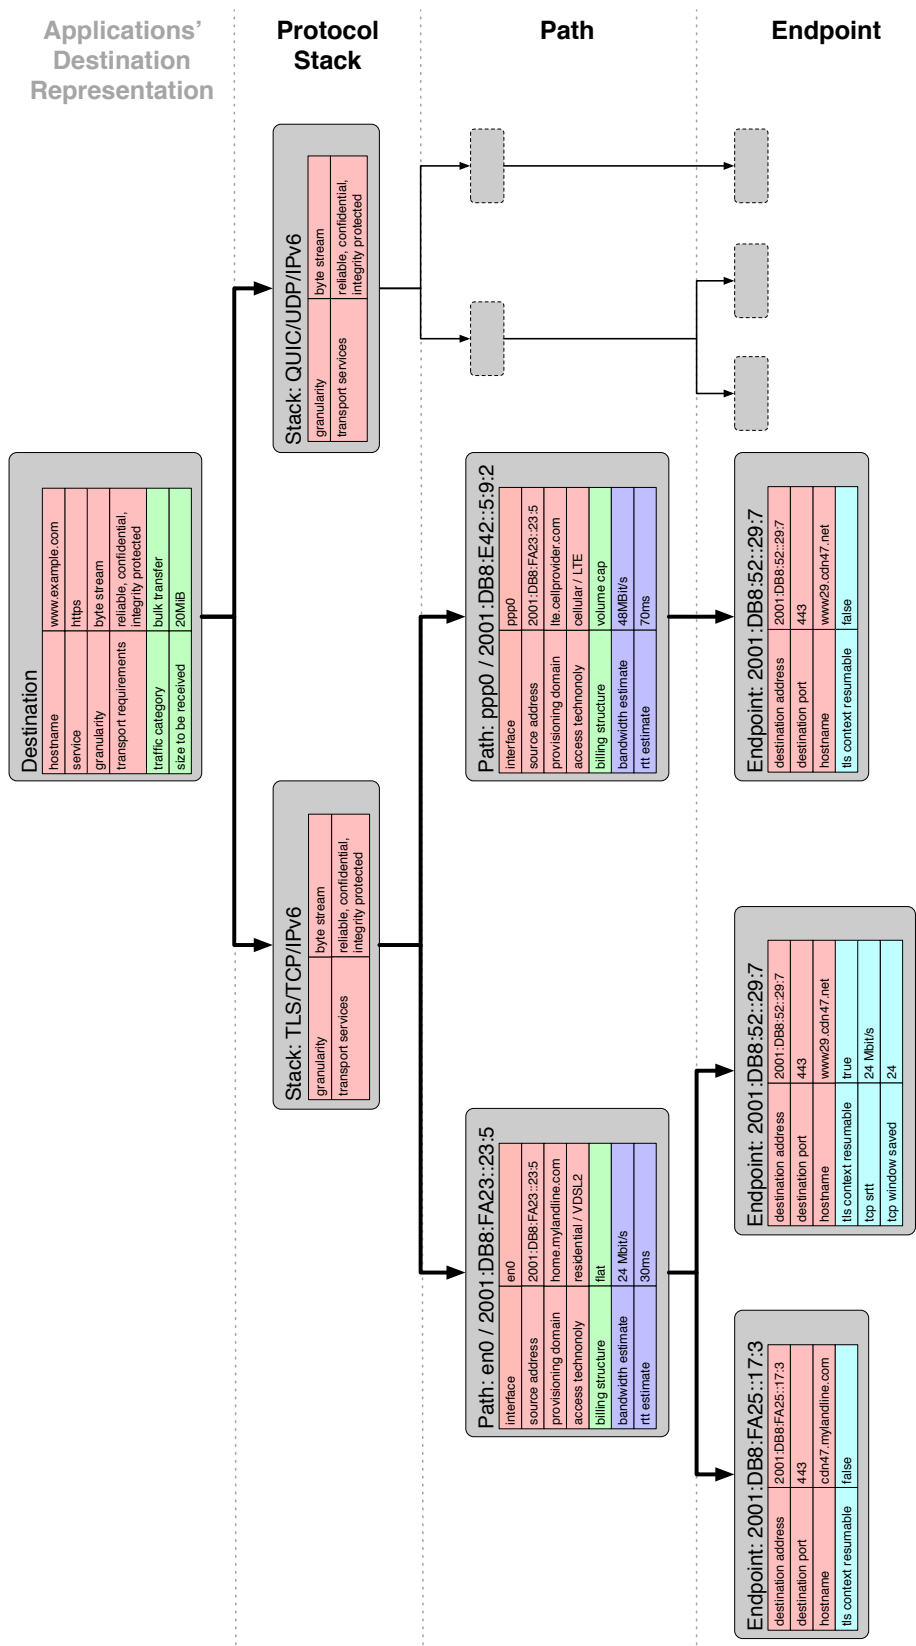 Applications'
Destination
Representation
Protocol
Stack
Path
Endpoint
Destination
hostname www.example.com
service https
granularity byte stream
transport requirements reliable, confidential,
integrity protected
traffic category bulk transfer
size to be received 20MiB
Stack: TLS/TCP/IPv6
granularity byte stream
transport services reliable, confidential,
integrity protected
Stack: QUIC/UDP/IPv6
granularity byte stream
transport services reliable, confidential,
integrity protected
Path: en0 / 2001:DB8:FA23::23:5
interface en0
source address 2001:DB8:FA23::23:5
provisioning domain home.mylandline.com
access technonoly residential / VDSL2
billing structure flat
bandwidth estimate 24 Mbit/s
rtt estimate 30ms
Path: ppp0 / 2001:DB8:E42::5:9:2
interface ppp0
source address 2001:DB8:FA23::23:5
provisioning domain lte.cellprovider.com
access technonoly cellular / LTE
billing structure volume cap
bandwidth estimate 48MBit/s
rtt estimate 70ms
Endpoint: 2001:DB8:FA25::17:3
destination address 2001:DB8:FA25::17:3
destination port 443
hostname cdn47.mylandline.com
tls context resumable false
Endpoint: 2001:DB8:52::29:7
destination address 2001:DB8:52::29:7
destination port 443
hostname www29.cdn47.net
tls context resumable true
tcp srtt 24 Mbit/s
tcp window saved 24
Endpoint: 2001:DB8:52::29:7
destination address 2001:DB8:52::29:7
destination port 443
hostname www29.cdn47.net
tls context resumable false